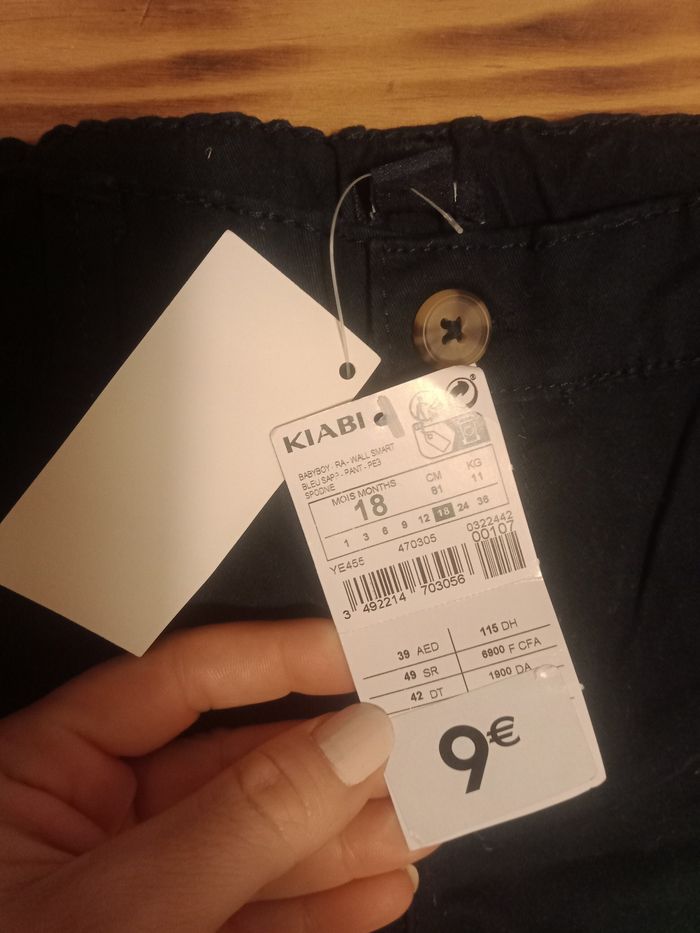 KIABI
BABYBOY - RA - WALL SMART
BLEU SAPP - PANT - PE3
SPODNIE
MOIS MONTHS CM KG
18 81 11
1 3 6 9 12 18 24 36
YE455 470305 0322442
00107
3 492214 703056
39 AED 115 DH
49 SR 6900 F CFA
42 DT 1900 DA
9€